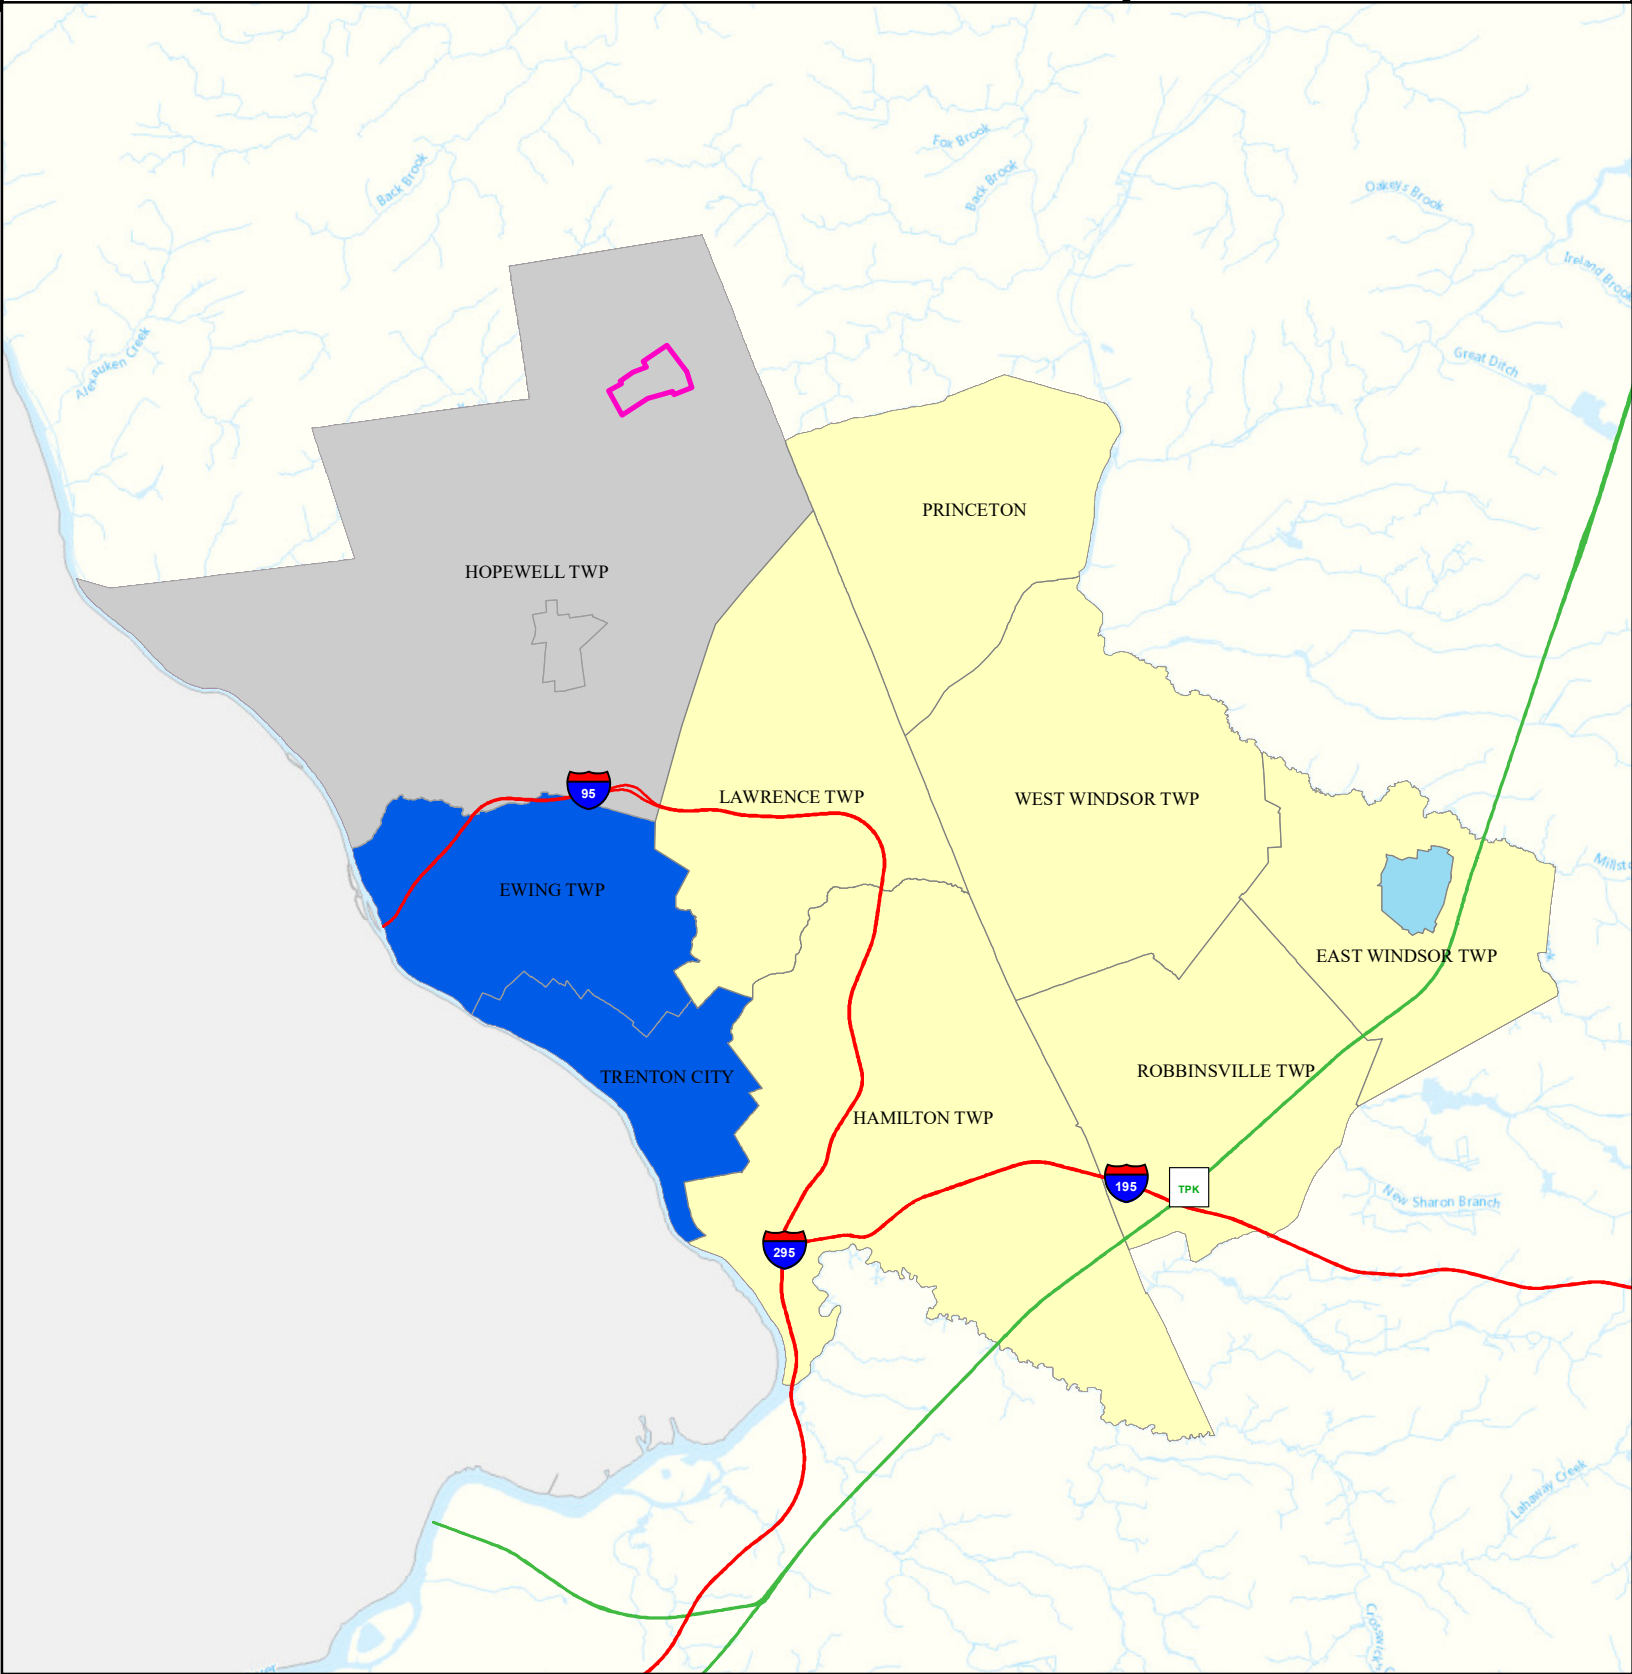 Fox Brook
Back Brook
Back Brook
Oakeys Brook
Ireland Brook
Alexauken Creek
Great Ditch
PRINCETON
HOPEWELL TWP
95
LAWRENCE TWP
WEST WINDSOR TWP
EWING TWP
EAST WINDSOR TWP
ROBBINSVILLE TWP
TRENTON CITY
HAMILTON TWP
195
TPK
New Sharon Branch
295
Lahaway Creek